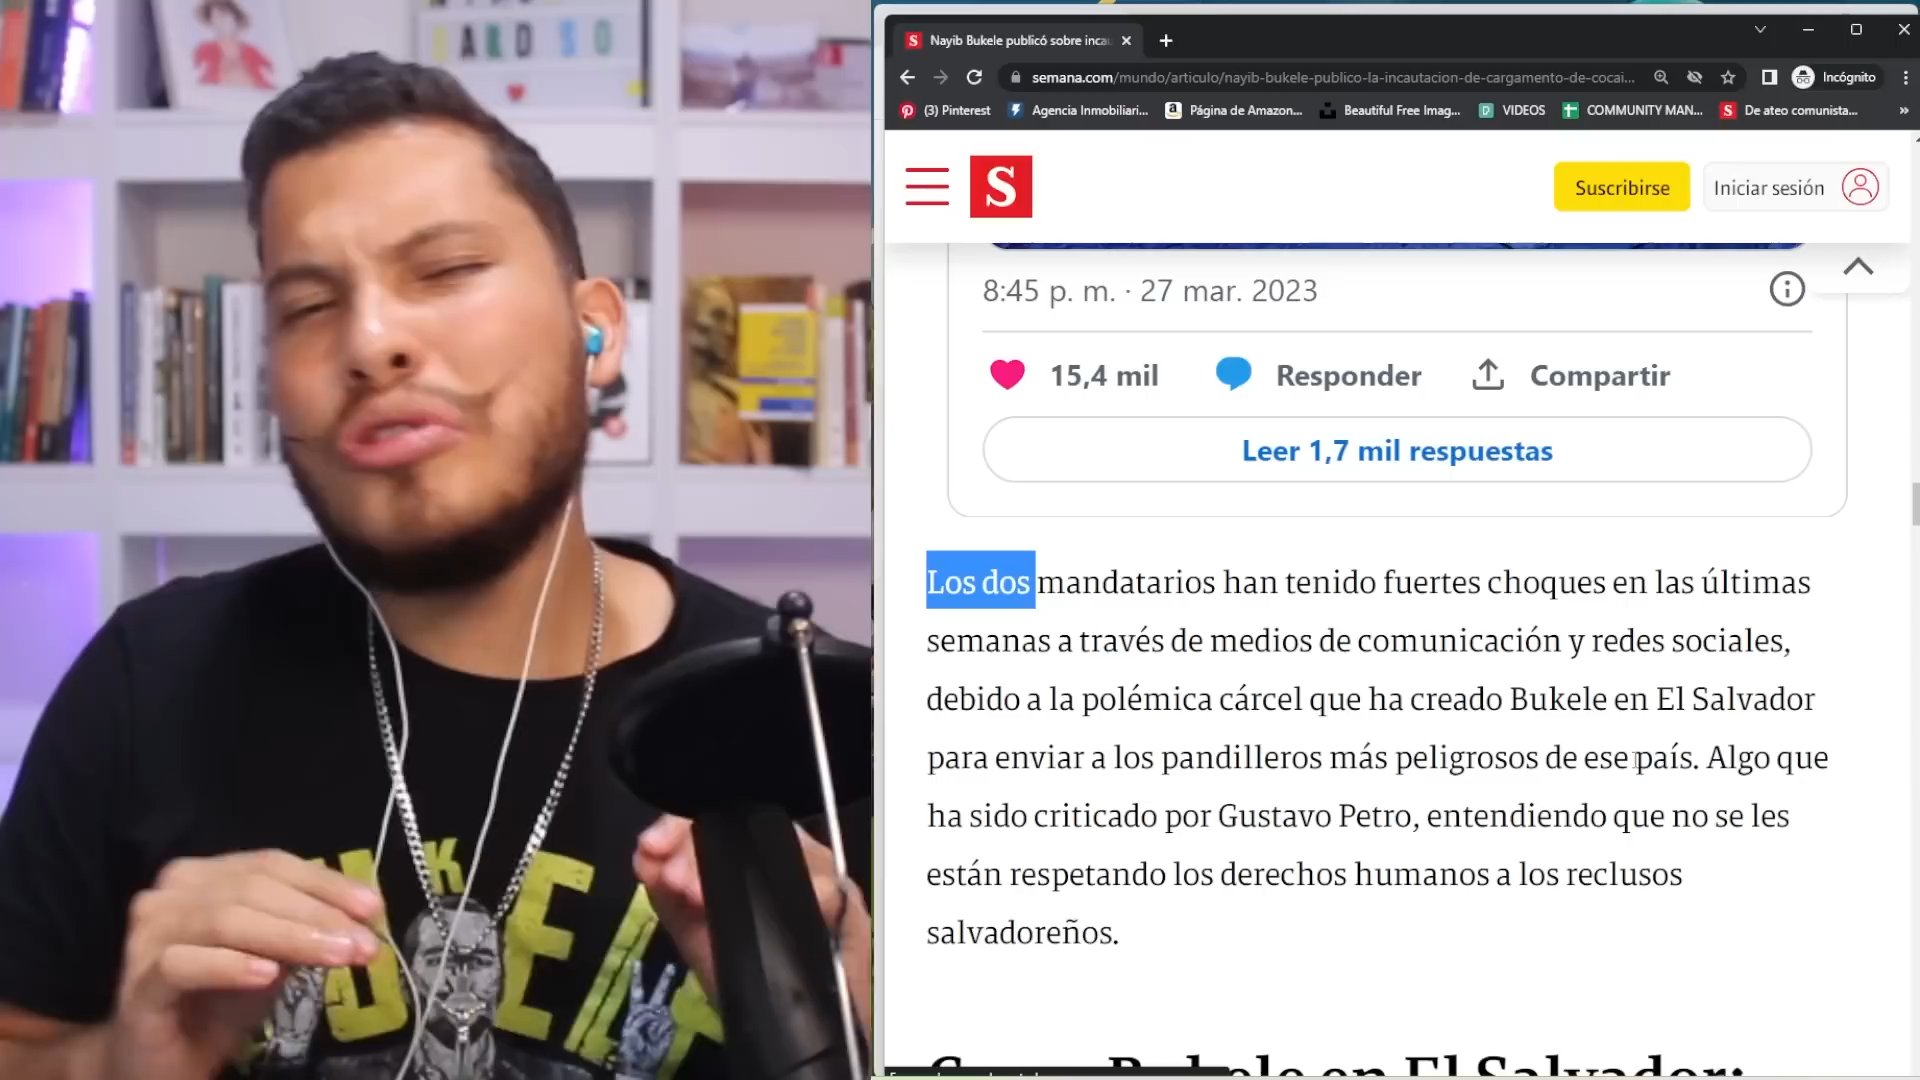 Nayib Bukele publicó sobre inca
semana.com/mundo/articulo/nayib-bukele-publico-la-incautacion-de-cargamento-de-cocai...
Incógnito
(3) Pinterest
Agencia Inmobiliari...
Página de Amazon...
Beautiful Free Imag...
VIDEOS
COMMUNITY MAN...
De ateo comunista...
S
Suscribirse
Iniciar sesión
8:45 p. m. · 27 mar. 2023
15,4 mil
Responder
Compartir
Leer 1,7 mil respuestas
Los dos mandatarios han tenido fuertes choques en las últimas
semanas a través de medios de comunicación y redes sociales,
debido a la polémica cárcel que ha creado Bukele en El Salvador
para enviar a los pandilleros más peligrosos de ese país. Algo que
ha sido criticado por Gustavo Petro, entendiendo que no se les
están respetando los derechos humanos a los reclusos
salvadoreños.
Bukele en El Salvador: